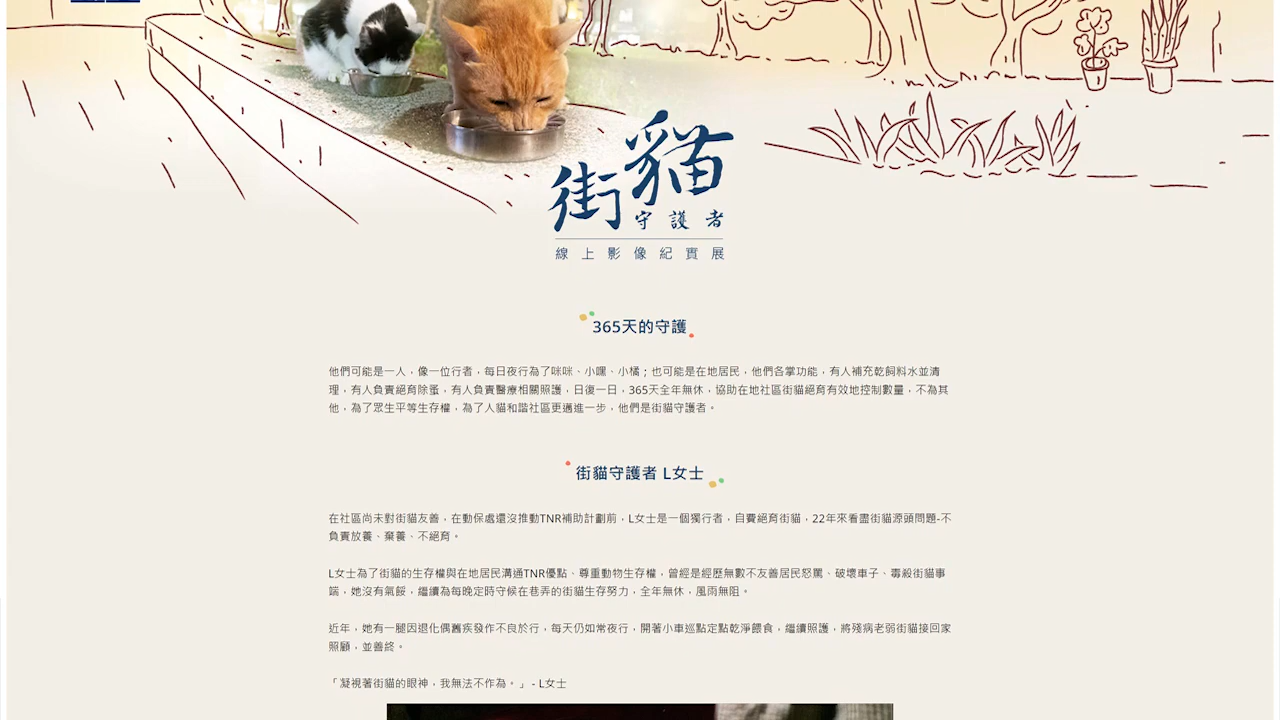 街貓
守護者
線上影像紀實展
365天的守護
他們可能是一人，像一位行者，每日夜行為了咪咪、小嘿、小橘；也可能是在地居民，他們各掌功能，有人補充乾飼料水並清
理，有人負責絕育除蚤，有人負責醫療相關照護，日復一日，365天全年無休，協助在地社區街貓絕育有效地控制數量，不為其
他，為了眾生平等生存權，為了人貓和諧社區更邁進一步，他們是街貓守護者。
街貓守護者 L女士
在社區尚未對街貓友善，在動保處還沒推動TNR補助計劃前，L女士是一個獨行者，自費絕育街貓，22年來看盡街貓源頭問題-不
負責放養、棄養、不絕育。
L女士為了街貓的生存權與在地居民溝通TNR優點、尊重動物生存權，曾經是經歷無數不友善居民怒罵、破壞車子、毒殺街貓事
端，她沒有氣餒，繼續為每晚定時守候在巷弄的街貓生存努力，全年無休，風雨無阻。
近年，她有一腿因退化偶舊疾發作不良於行，每天仍如常夜行，開著小車巡點定點乾淨餵食，繼續照護，將殘病老弱街貓接回家
照顧，並善終。
「凝視著街貓的眼神，我無法不作為。」 - L女士